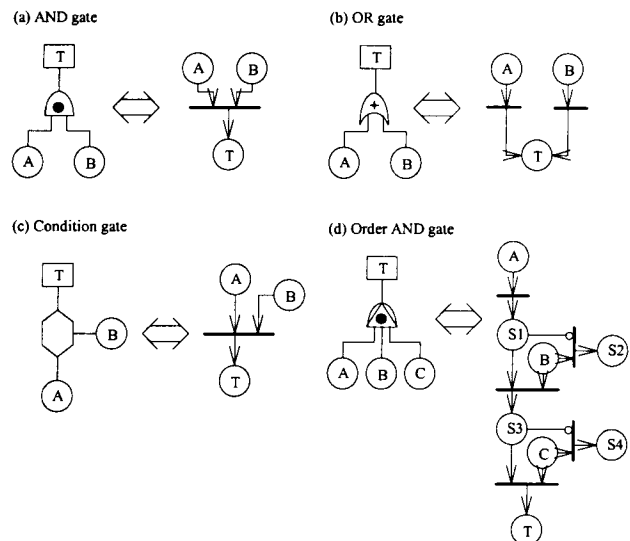 (a) AND gate
T
A
B
A
B
T
(b) OR gate
T
+
A
B
A
B
T
(c) Condition gate
T
B
A
A
B
T
(d) Order AND gate
T
A
B
C
A
S1
B
S2
S3
C
S4
T